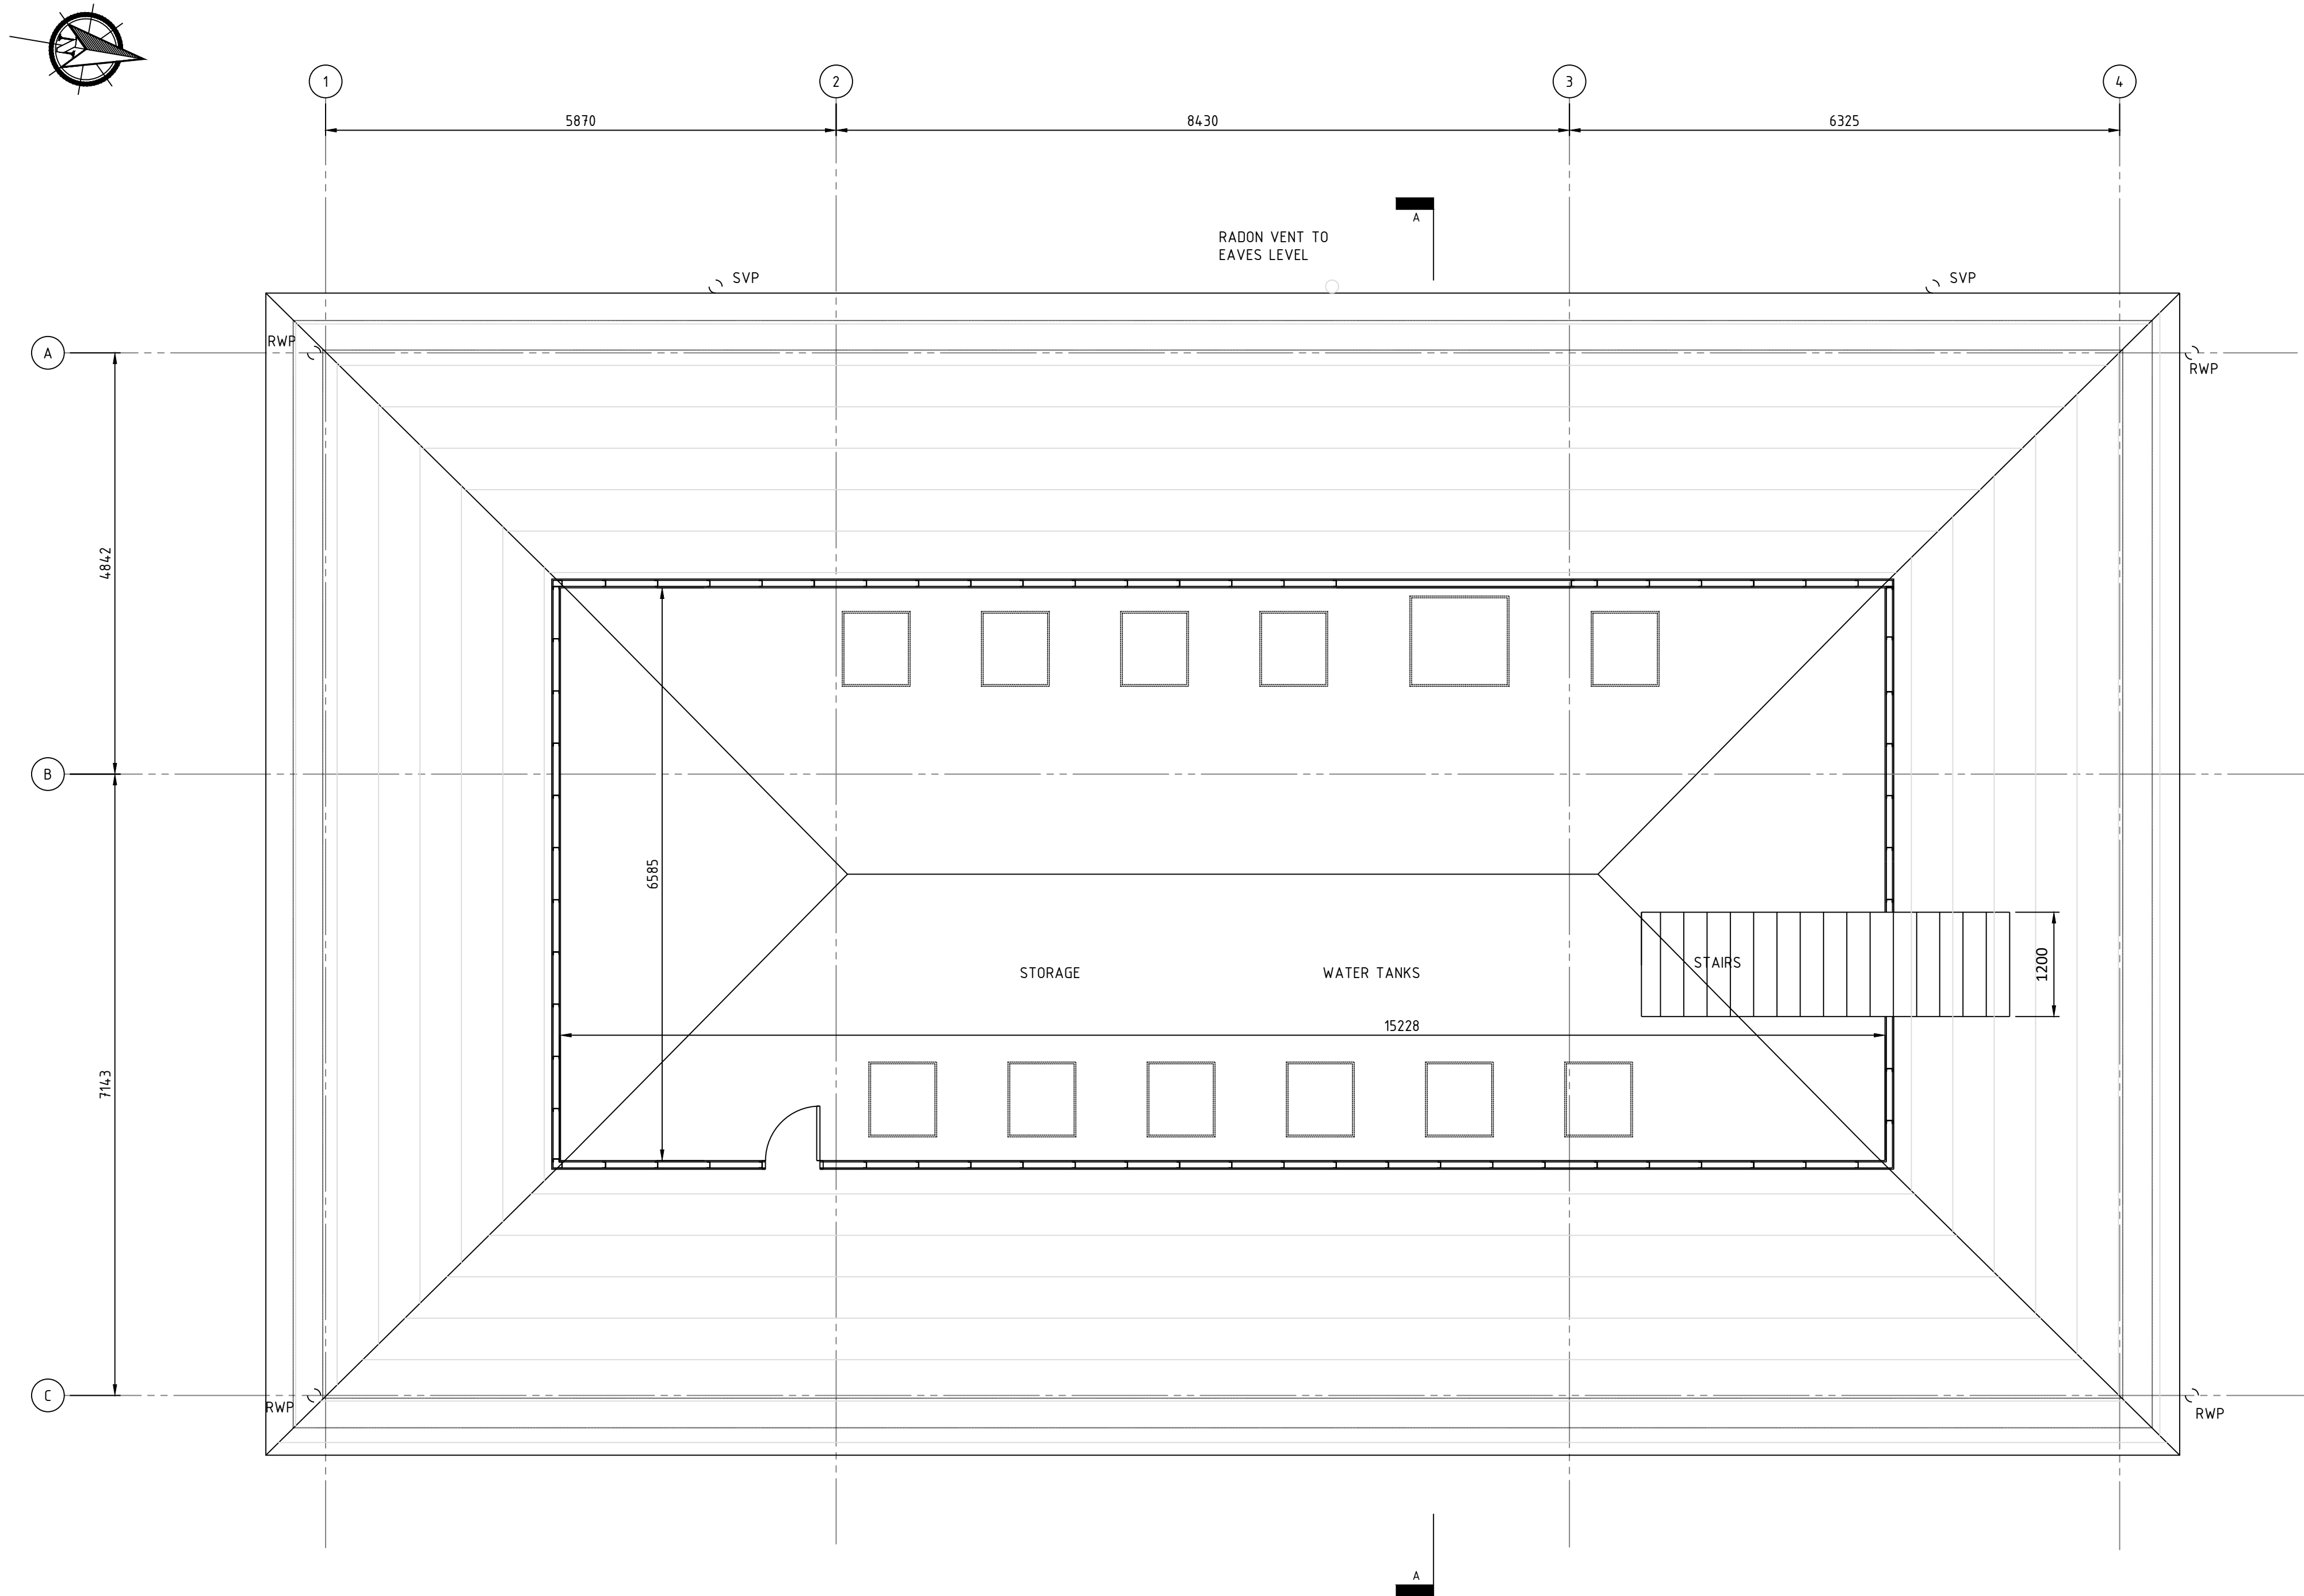 N
1
2
3
4
5870
8430
6325
A
RADON VENT TO
EAVES LEVEL
SVP
SVP
RWP
A
RWP
4842
B
6585
STORAGE
WATER TANKS
STAIRS
1200
15228
7143
C
RWP
RWP
A